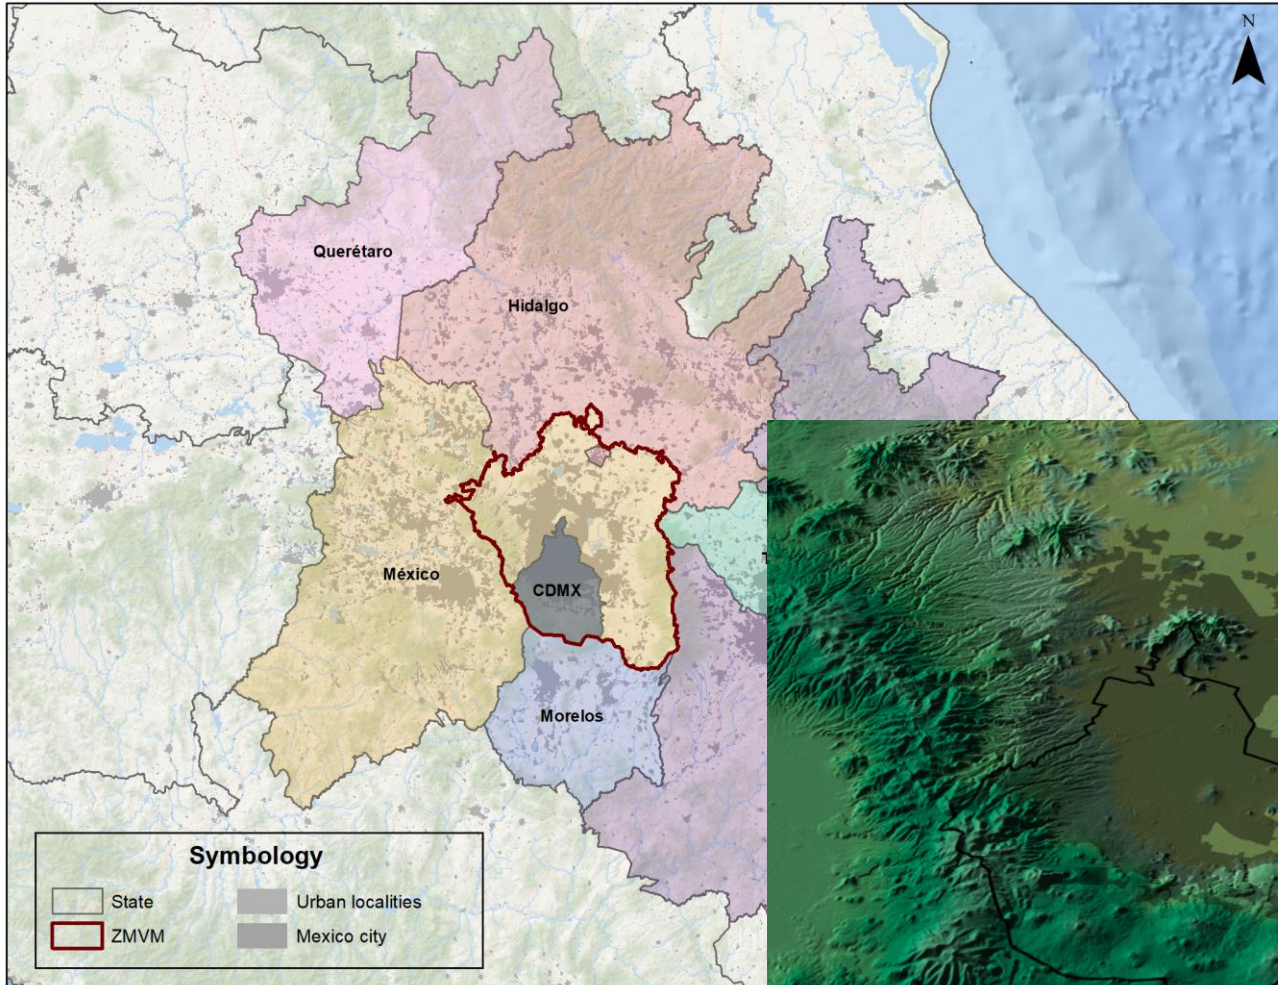 N
Querétaro
Hidalgo
México
CDMX
T
Morelos
Symbology
State
Urban localities
ZMVM
Mexico city